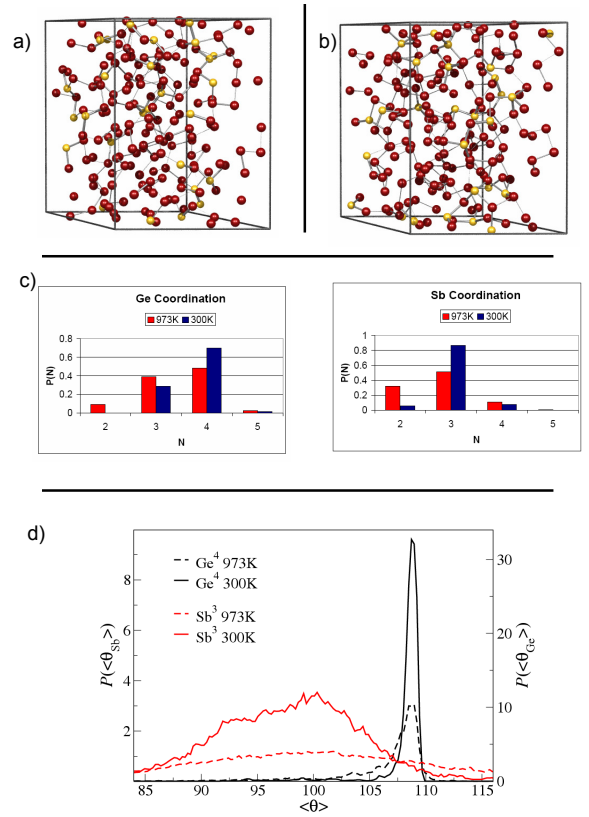 a)
b)
c)
Ge Coordination
973K 300K
0.8
0.6
0.4
0.2
0
P(N)
2 3 4 5
N
Sb Coordination
973K 300K
1
0.8
0.6
0.4
0.2
0
P(N)
2 3 4 5
N
d)
Ge⁴ 973K
Ge⁴ 300K
Sb³ 973K
Sb³ 300K
8
6
4
2
P(<θ_Sb>)
30
20
10
0
P(<θ_Ge>)
85 90 95 100 105 110 115
<θ>